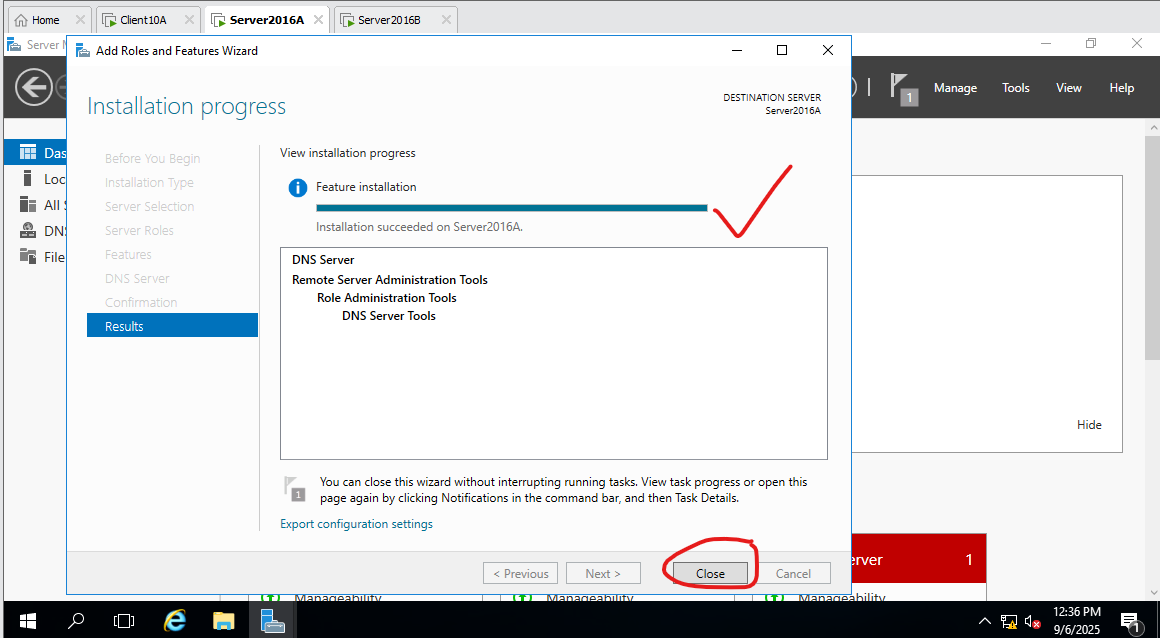 Home
Client10A
Server2016A
Server2016B
Server
Add Roles and Features Wizard
1
Manage
Tools
View
Help
Installation progress
DESTINATION SERVER
Server2016A
Before You Begin
Installation Type
Server Selection
Server Roles
Features
DNS Server
Confirmation
Results
View installation progress
Feature installation
Installation succeeded on Server2016A.
DNS Server
Remote Server Administration Tools
Role Administration Tools
DNS Server Tools
Das
Loc
All S
DNS
File
Hide
1
You can close this wizard without interrupting running tasks. View task progress or open this
page again by clicking Notifications in the command bar, and then Task Details.
Export configuration settings
< Previous
Next >
Close
Cancel
erver
1
Manageability
Manageability
Manageability
12:36 PM
9/6/2025
1